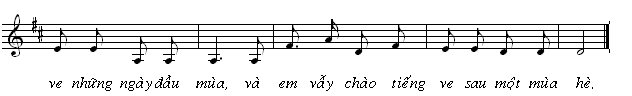 ve những ngày đầu mùa, và em vẫy chào tiếng ve sau một mùa hè.